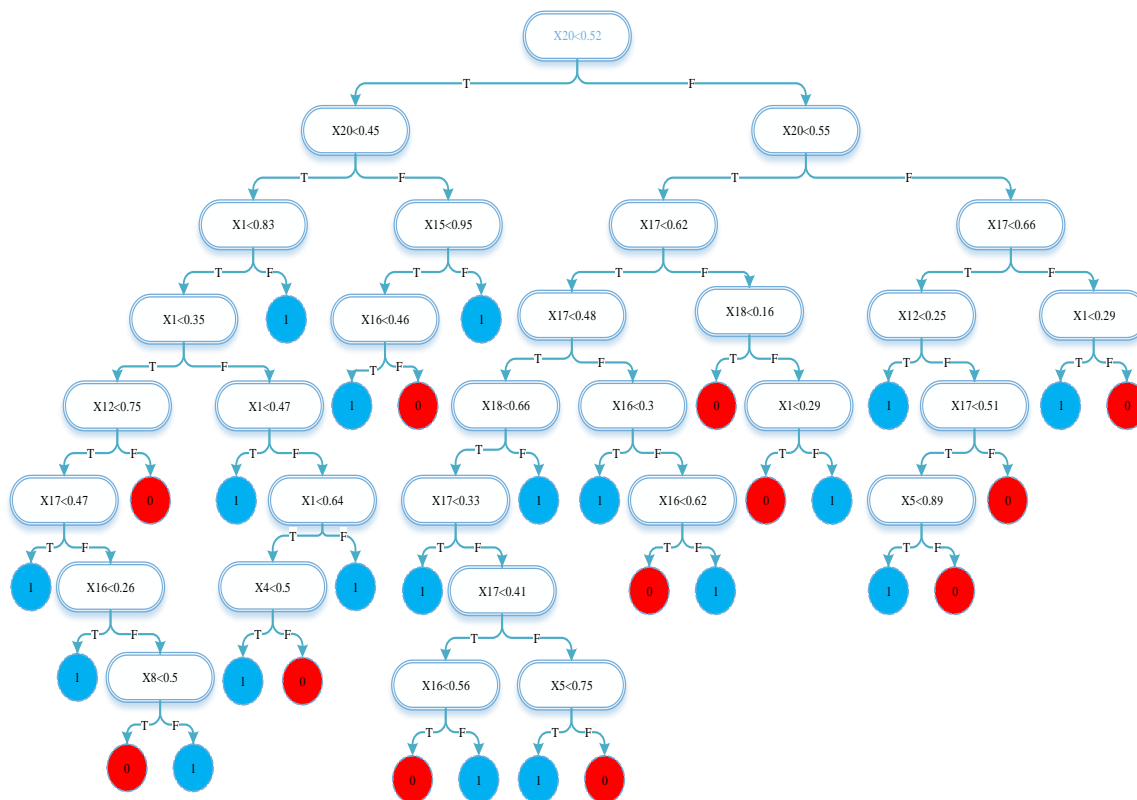 X20<0.52
T
F
X20<0.45
X20<0.55
T
F
T
F
X1<0.83
X15<0.95
X17<0.62
X17<0.66
T
F
T
F
T
F
T
F
X1<0.35
1
X16<0.46
1
X17<0.48
X18<0.16
X12<0.25
X1<0.29
T
F
T
F
T
F
T
F
T
F
T
F
X12<0.75
X1<0.47
1
0
X18<0.66
X16<0.3
0
X1<0.29
1
X17<0.51
1
0
T
F
T
F
T
F
T
F
T
F
T
F
X17<0.47
0
1
X1<0.64
X17<0.33
1
1
X16<0.62
0
1
X5<0.89
0
T
F
T
F
T
F
T
F
T
F
1
X16<0.26
X4<0.5
1
1
X17<0.41
0
1
1
0
T
F
T
F
T
F
1
X8<0.5
1
0
X16<0.56
X5<0.75
T
F
T
F
T
F
0
1
0
1
1
0